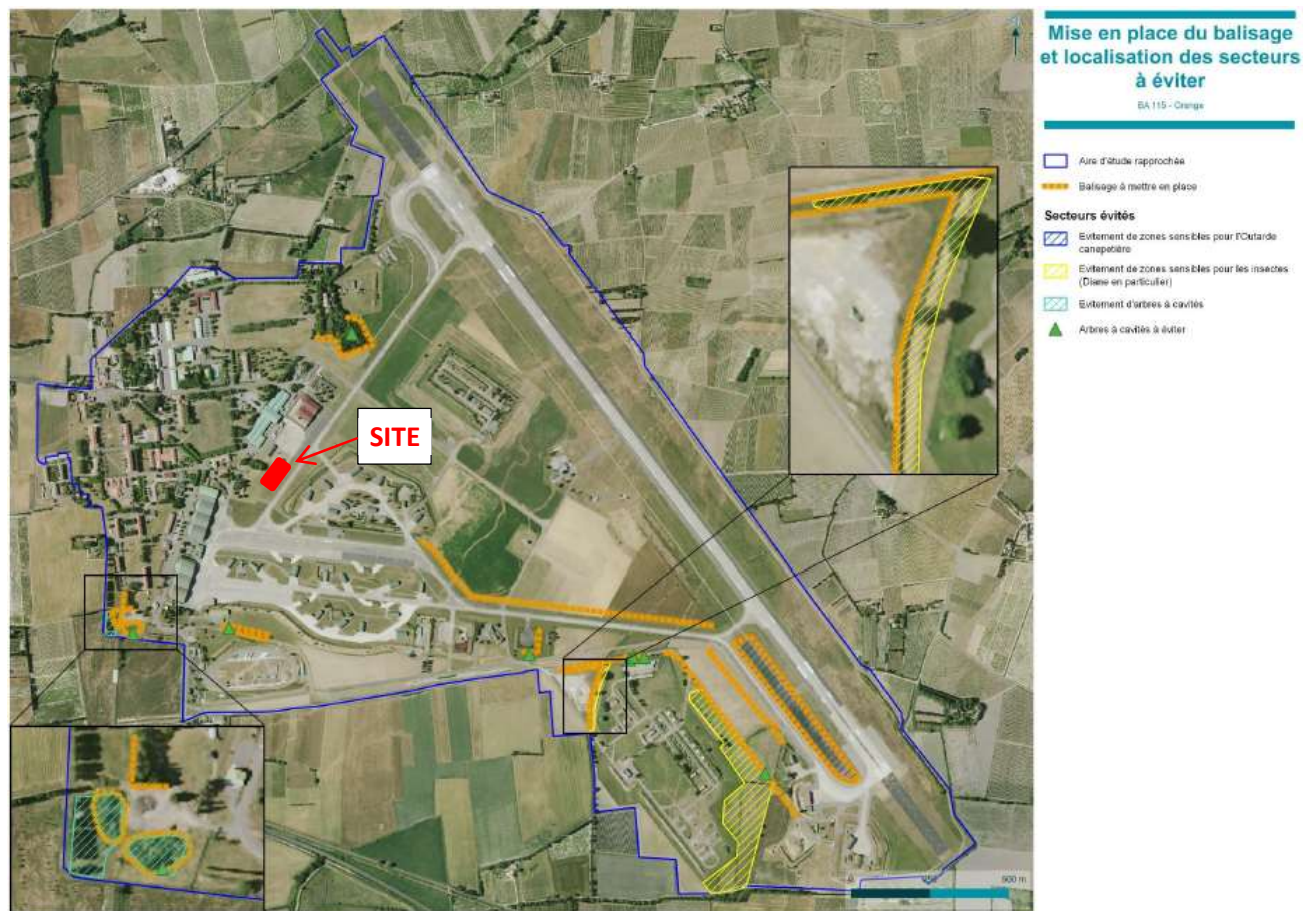 Mise en place du balisage
et localisation des secteurs
à éviter
BA 115 - Orange
Aire d'étude rapprochée
Balisage à mettre en place
Secteurs évités
Evitement de zones sensibles pour l'Outarde
canepetière
Evitement de zones sensibles pour les insectes
(Diane en particulier)
Evitement d'arbres à cavités
Arbres à cavités à éviter
SITE
0
250
500 m